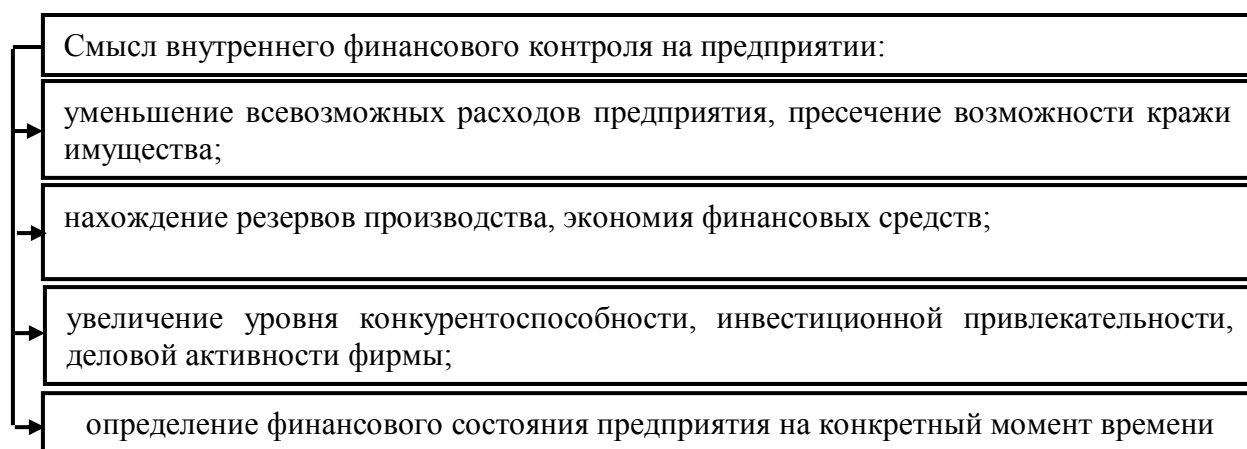 Смысл внутреннего финансового контроля на предприятии:
уменьшение всевозможных расходов предприятия, пресечение возможности кражи
имущества;
нахождение резервов производства, экономия финансовых средств;
увеличение уровня конкурентоспособности, инвестиционной привлекательности,
деловой активности фирмы;
определение финансового состояния предприятия на конкретный момент времени